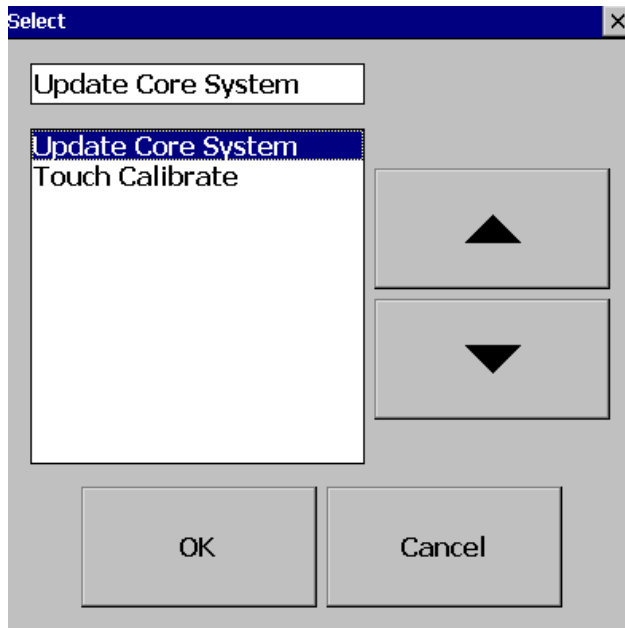 Select
Update Core System
Update Core System
Touch Calibrate
OK
Cancel